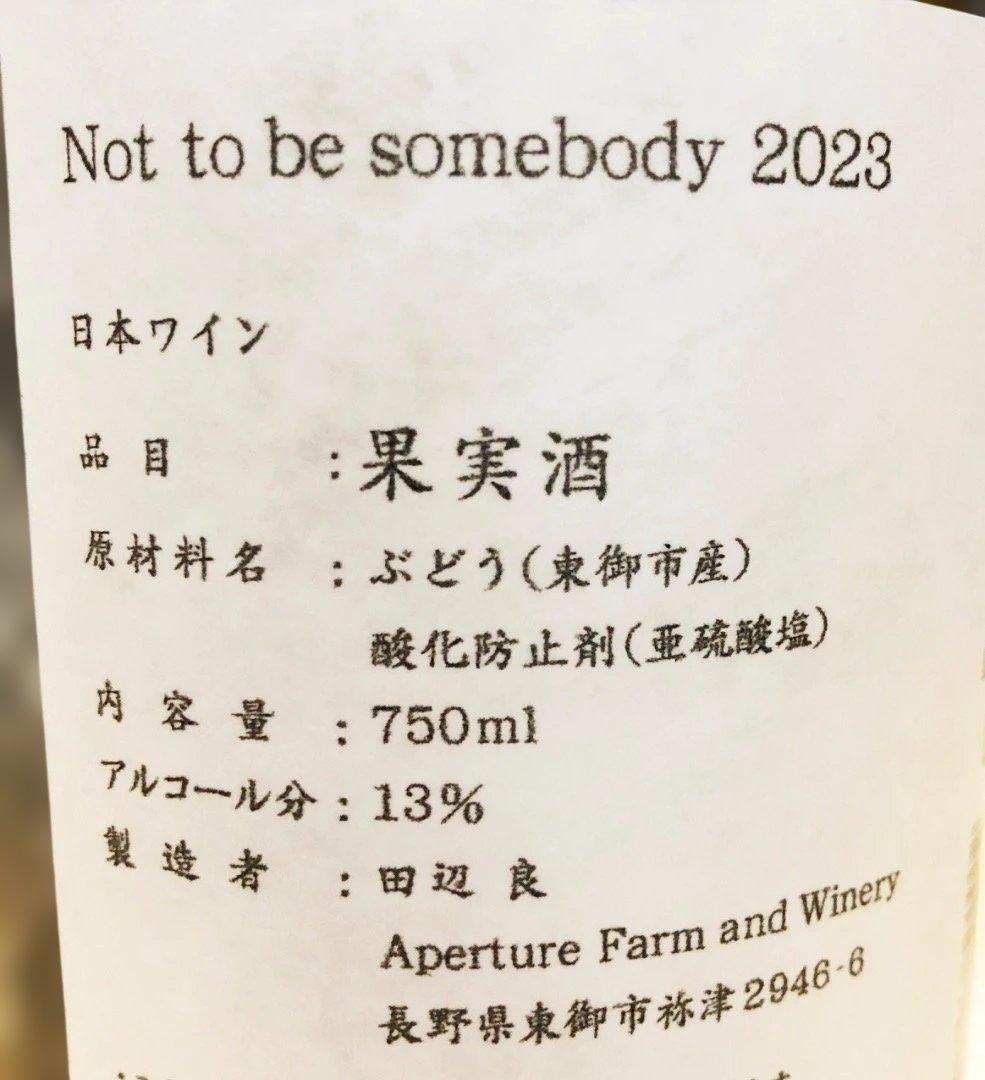 Not to be somebody 2023
日本ワイン
品目 : 果実酒
原材料名 : ぶどう(東御市産)
酸化防止剤(亜硫酸塩)
内容量 : 750ml
アルコール分 : 13%
製造者 : 田辺 良
Aperture Farm and Winery
長野県東御市祢津2946-6